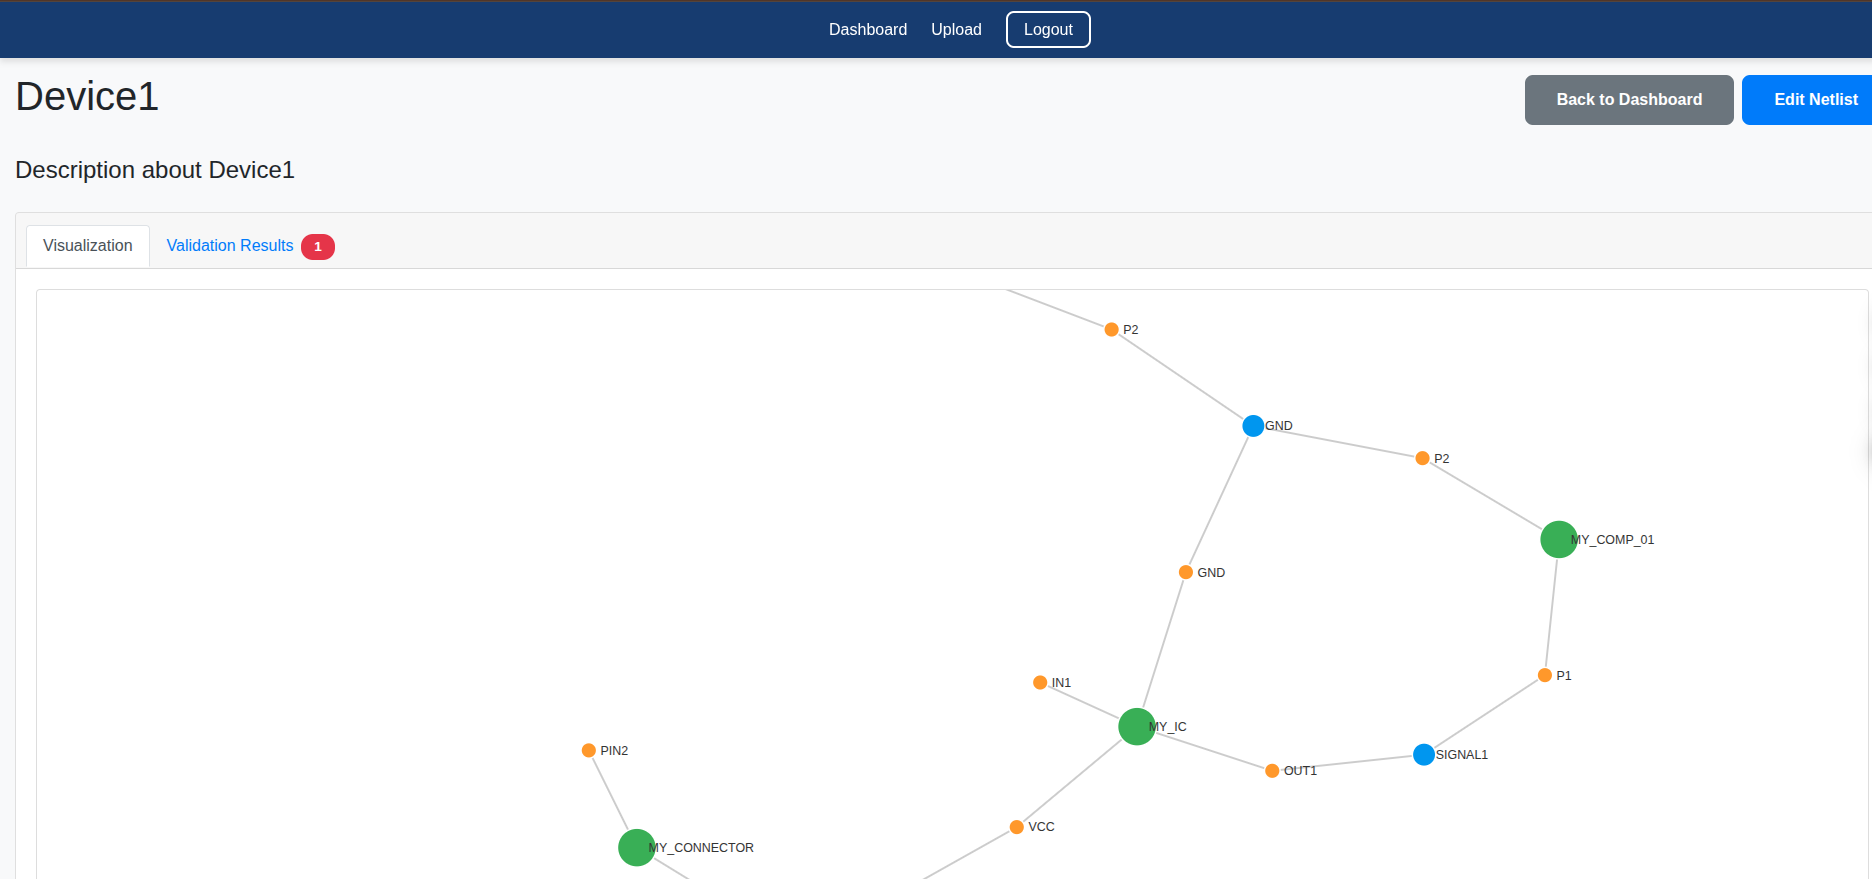 Dashboard Upload Logout
Device1
Back to Dashboard Edit Netlist
Description about Device1
Visualization Validation Results 1
P2
GND
P2
MY_COMP_01
GND
P1
IN1
MY_IC
PIN2
SIGNAL1
OUT1
VCC
MY_CONNECTOR